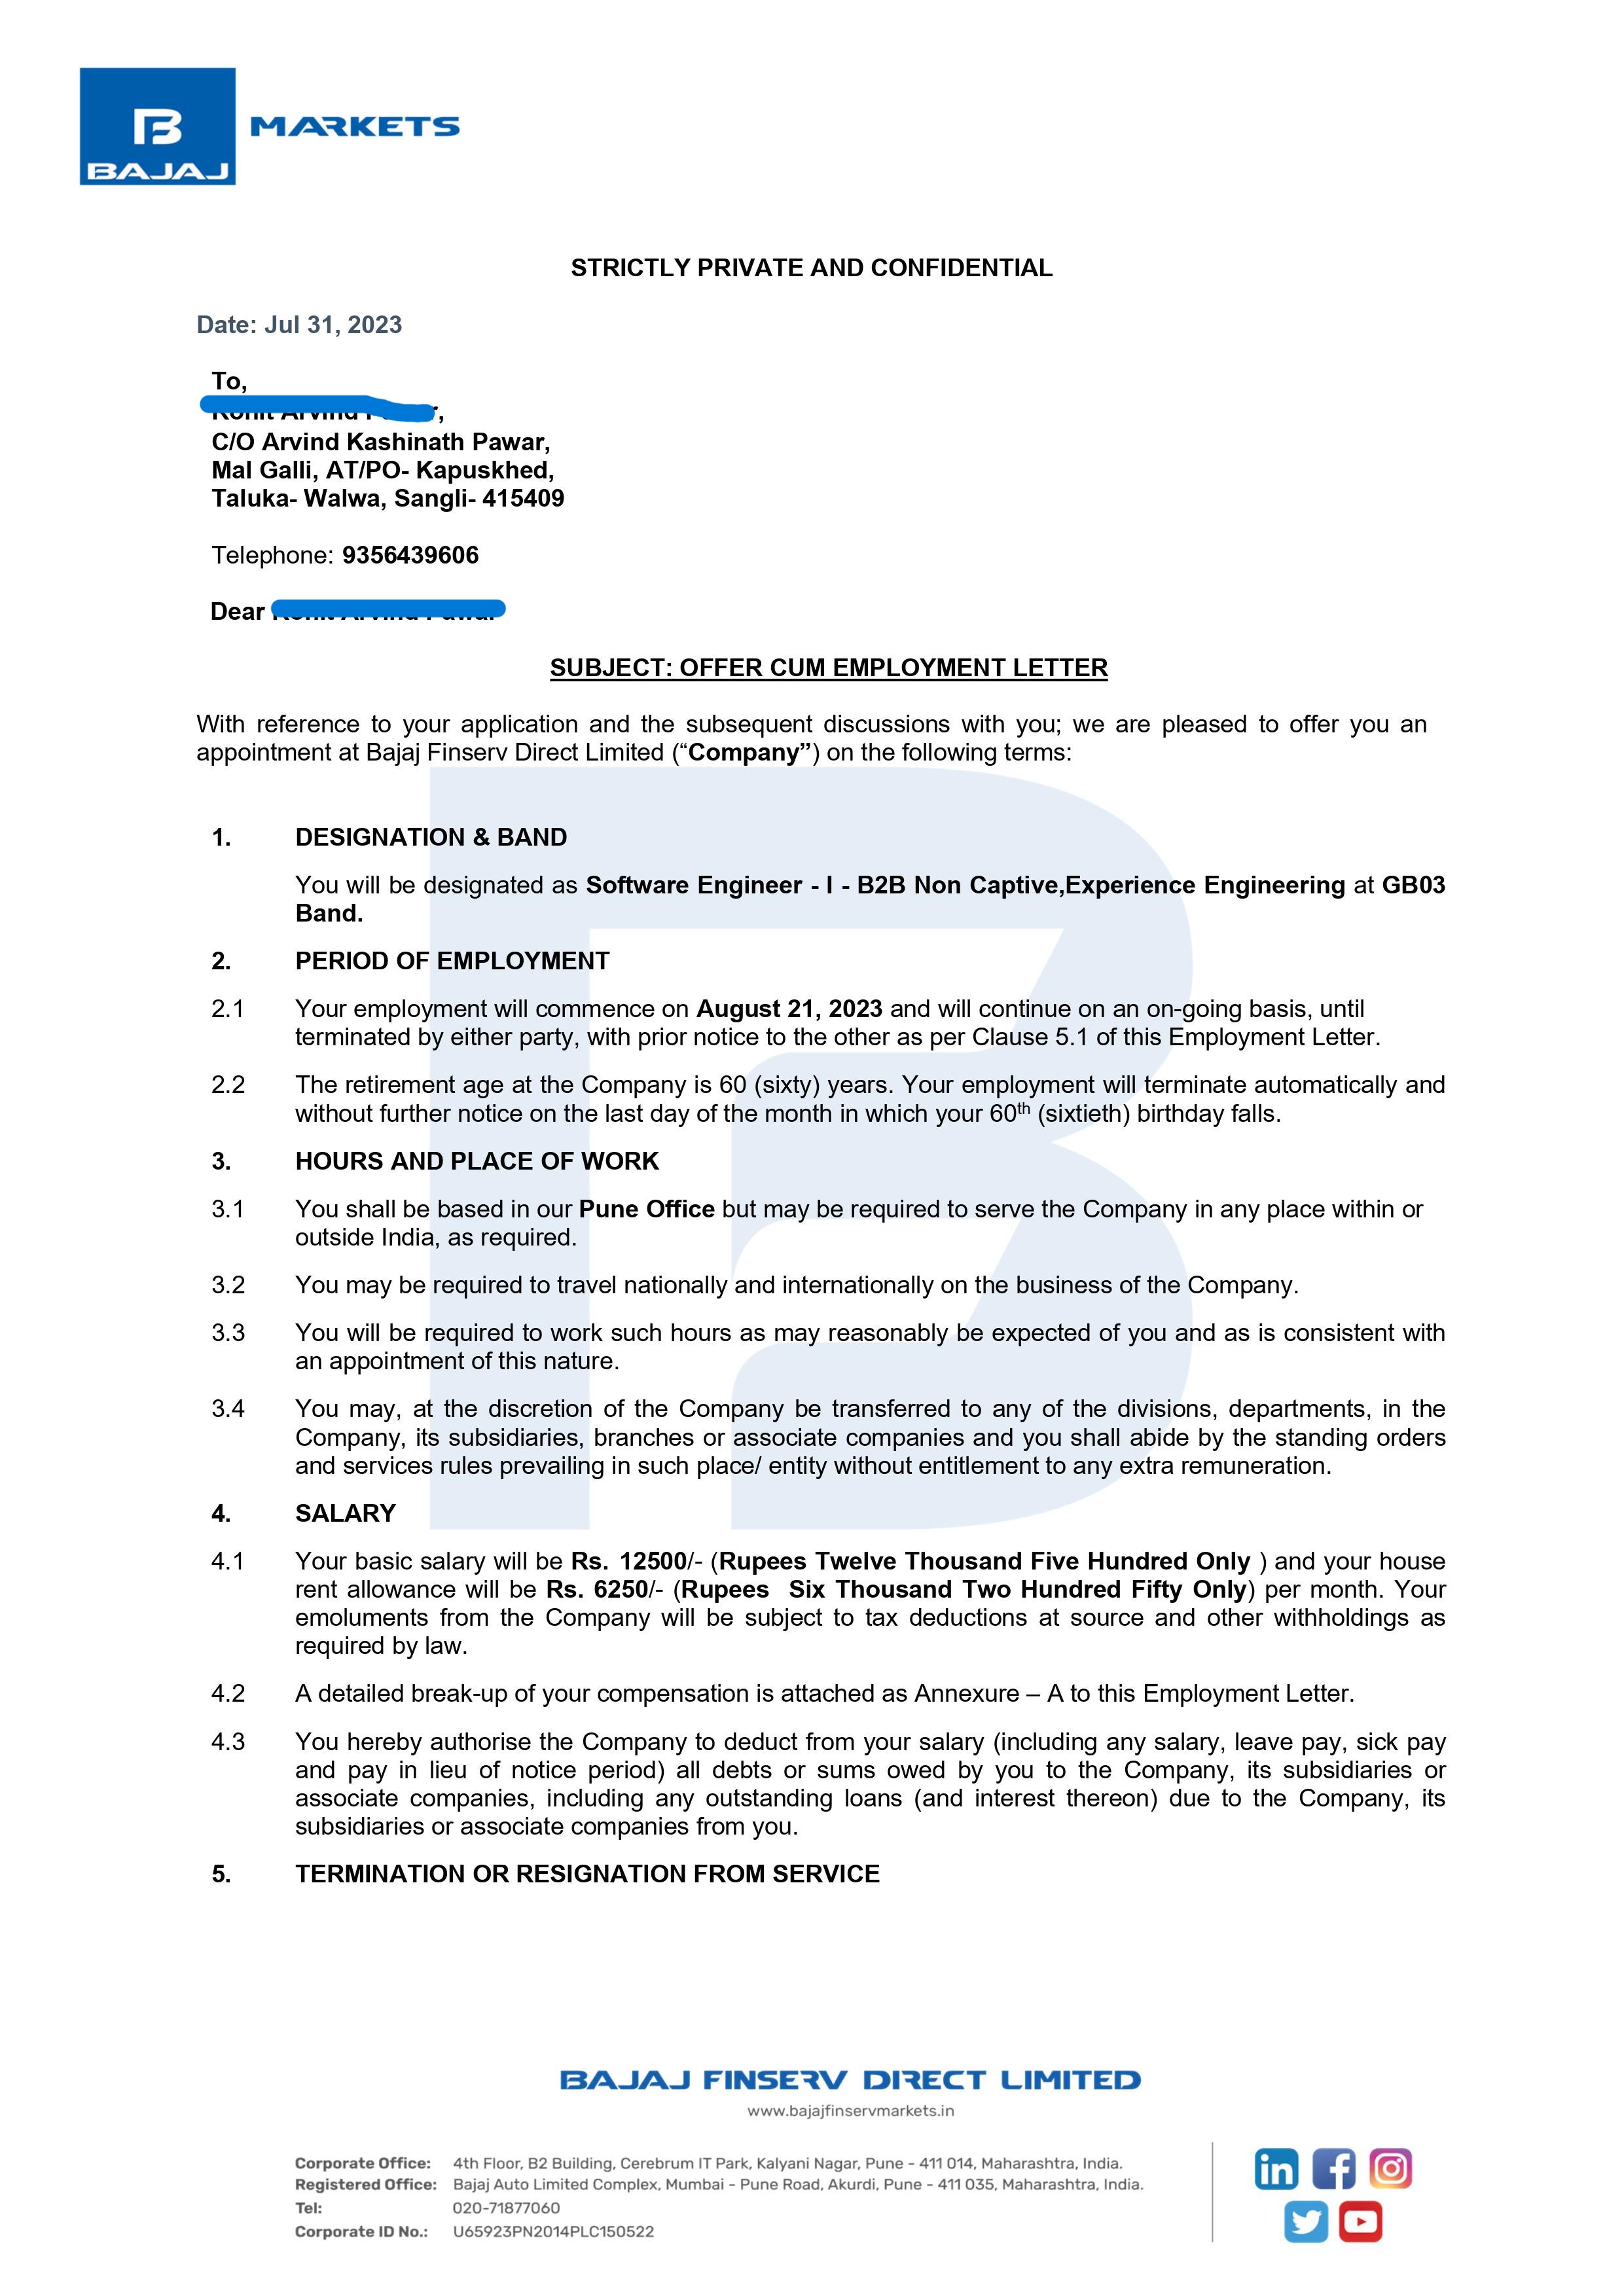 B
BAJAJ
MARKETS
STRICTLY PRIVATE AND CONFIDENTIAL
Date: Jul 31, 2023
To,
C/O Arvind Kashinath Pawar,
Mal Galli, AT/PO- Kapuskhed,
Taluka- Walwa, Sangli- 415409
Telephone: 9356439606
Dear
SUBJECT: OFFER CUM EMPLOYMENT LETTER
With reference to your application and the subsequent discussions with you; we are pleased to offer you an
appointment at Bajaj Finserv Direct Limited (“Company”) on the following terms:
1. DESIGNATION & BAND
You will be designated as Software Engineer - I - B2B Non Captive,Experience Engineering at GB03
Band.
2. PERIOD OF EMPLOYMENT
2.1 Your employment will commence on August 21, 2023 and will continue on an on-going basis, until
terminated by either party, with prior notice to the other as per Clause 5.1 of this Employment Letter.
2.2 The retirement age at the Company is 60 (sixty) years. Your employment will terminate automatically and
without further notice on the last day of the month in which your 60th (sixtieth) birthday falls.
3. HOURS AND PLACE OF WORK
3.1 You shall be based in our Pune Office but may be required to serve the Company in any place within or
outside India, as required.
3.2 You may be required to travel nationally and internationally on the business of the Company.
3.3 You will be required to work such hours as may reasonably be expected of you and as is consistent with
an appointment of this nature.
3.4 You may, at the discretion of the Company be transferred to any of the divisions, departments, in the
Company, its subsidiaries, branches or associate companies and you shall abide by the standing orders
and services rules prevailing in such place/ entity without entitlement to any extra remuneration.
4. SALARY
4.1 Your basic salary will be Rs. 12500/- (Rupees Twelve Thousand Five Hundred Only ) and your house
rent allowance will be Rs. 6250/- (Rupees Six Thousand Two Hundred Fifty Only) per month. Your
emoluments from the Company will be subject to tax deductions at source and other withholdings as
required by law.
4.2 A detailed break-up of your compensation is attached as Annexure – A to this Employment Letter.
4.3 You hereby authorise the Company to deduct from your salary (including any salary, leave pay, sick pay
and pay in lieu of notice period) all debts or sums owed by you to the Company, its subsidiaries or
associate companies, including any outstanding loans (and interest thereon) due to the Company, its
subsidiaries or associate companies from you.
5. TERMINATION OR RESIGNATION FROM SERVICE
BAJAJ FINSERV DIRECT LIMITED
www.bajajfinservmarkets.in
Corporate Office: 4th Floor, B2 Building, Cerebrum IT Park, Kalyani Nagar, Pune - 411 014, Maharashtra, India.
Registered Office: Bajaj Auto Limited Complex, Mumbai - Pune Road, Akurdi, Pune - 411 035, Maharashtra, India.
Tel: 020-71877060
Corporate ID No.: U65923PN2014PLC150522